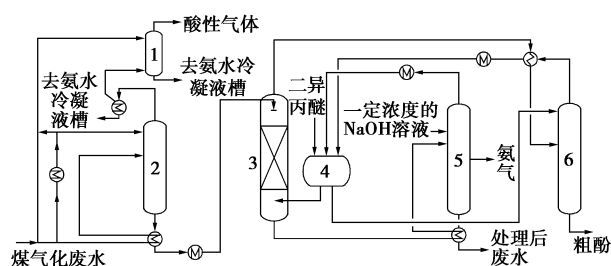 酸性气体
1
去氨水
冷凝
液槽
去氨水冷
凝液槽
2
煤气化废水
3
二异
丙醚
4
一定浓度的
NaOH溶液
5
氨
气
6
处理后
废水
粗酚